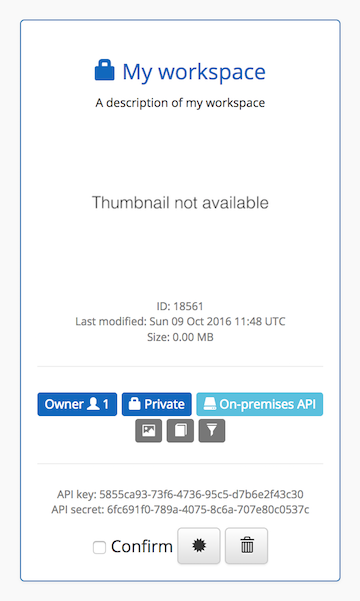 My workspace
A description of my workspace
Thumbnail not available
ID: 18561
Last modified: Sun 09 Oct 2016 11:48 UTC
Size: 0.00 MB
Owner 1 Private On-premises API
API key: 5855ca93-73f6-4736-95c5-d7b6e2f43c30
API secret: 6fc691f0-789a-4075-8c6a-707e80c0537c
Confirm